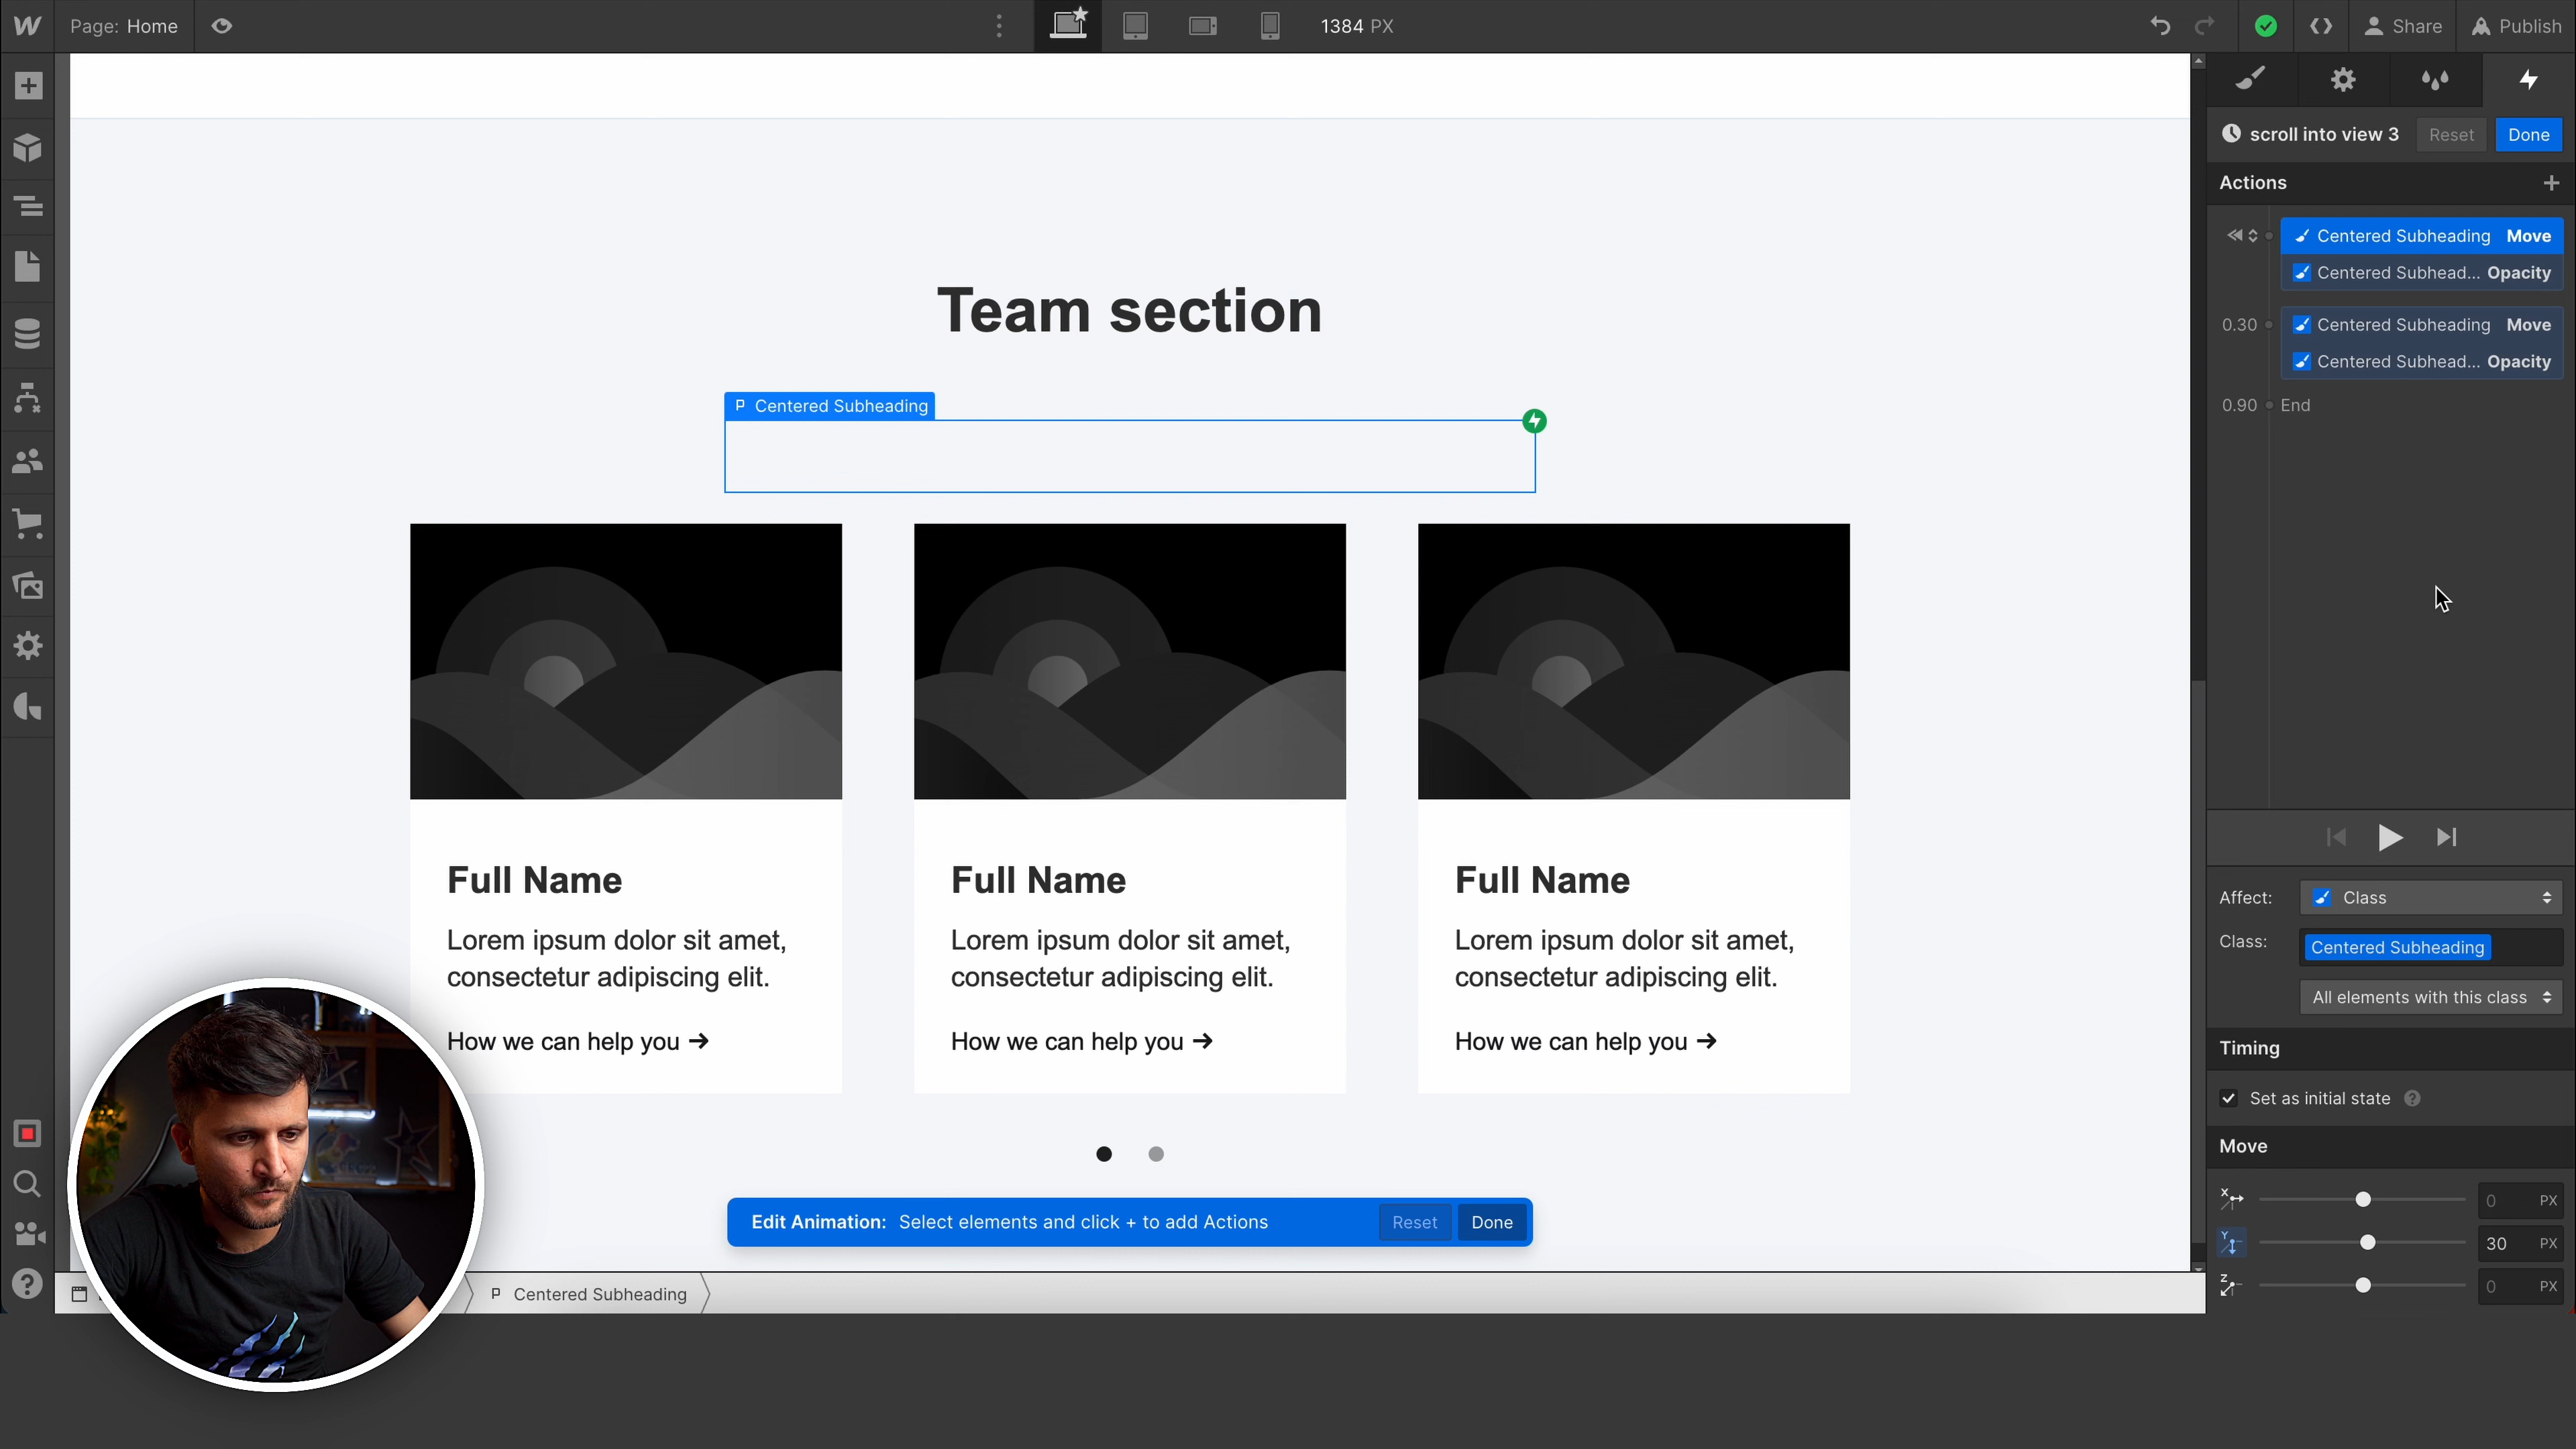 Page: Home
1384 PX
Share
Publish
scroll into view 3
Reset
Done
Actions
Centered Subheading Move
Centered Subhead... Opacity
0.30
Centered Subheading Move
Centered Subhead... Opacity
0.90
End
Team section
Centered Subheading
Full Name
Lorem ipsum dolor sit amet,
consectetur adipiscing elit.
How we can help you →
Full Name
Lorem ipsum dolor sit amet,
consectetur adipiscing elit.
How we can help you →
Full Name
Lorem ipsum dolor sit amet,
consectetur adipiscing elit.
How we can help you →
Edit Animation: Select elements and click + to add Actions
Reset
Done
Centered Subheading
Affect: Class
Class: Centered Subheading
All elements with this class
Timing
Set as initial state
Move
X 0 PX
Y 30 PX
Z 0 PX